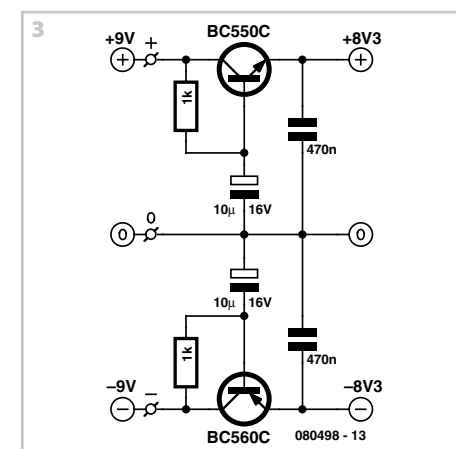 3
BC550C
+9V + +8V3
1k
470n
10µ 16V
0 0 0
10µ 16V
1k
470n
−9V − −8V3
BC560C 080498 - 13